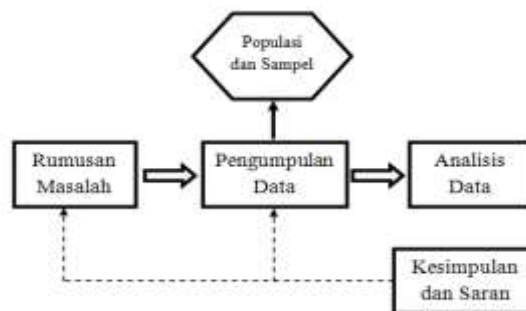 Populasi
dan Sampel
Rumusan
Masalah
Pengumpulan
Data
Analisis
Data
Kesimpulan
dan Saran